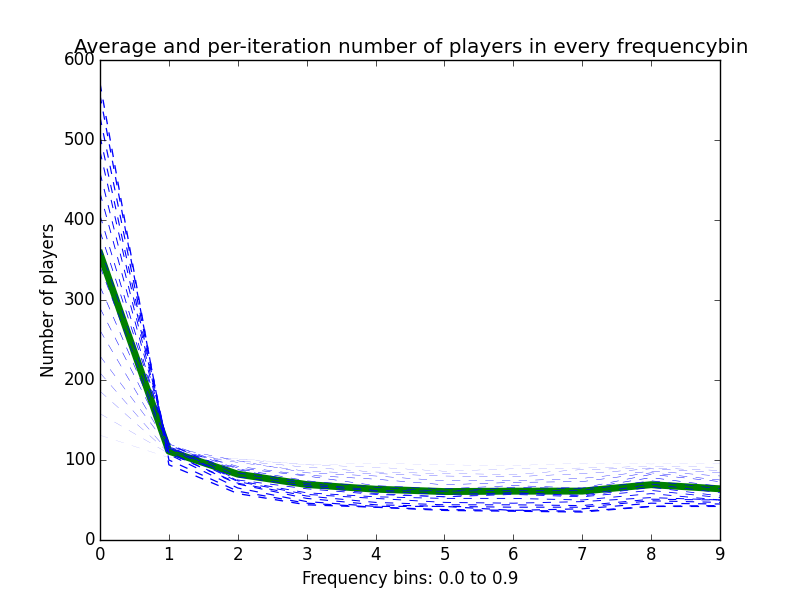 Average and per-iteration number of players in every frequencybin
600
500
400
300
200
100
0
Number of players
0 1 2 3 4 5 6 7 8 9
Frequency bins: 0.0 to 0.9